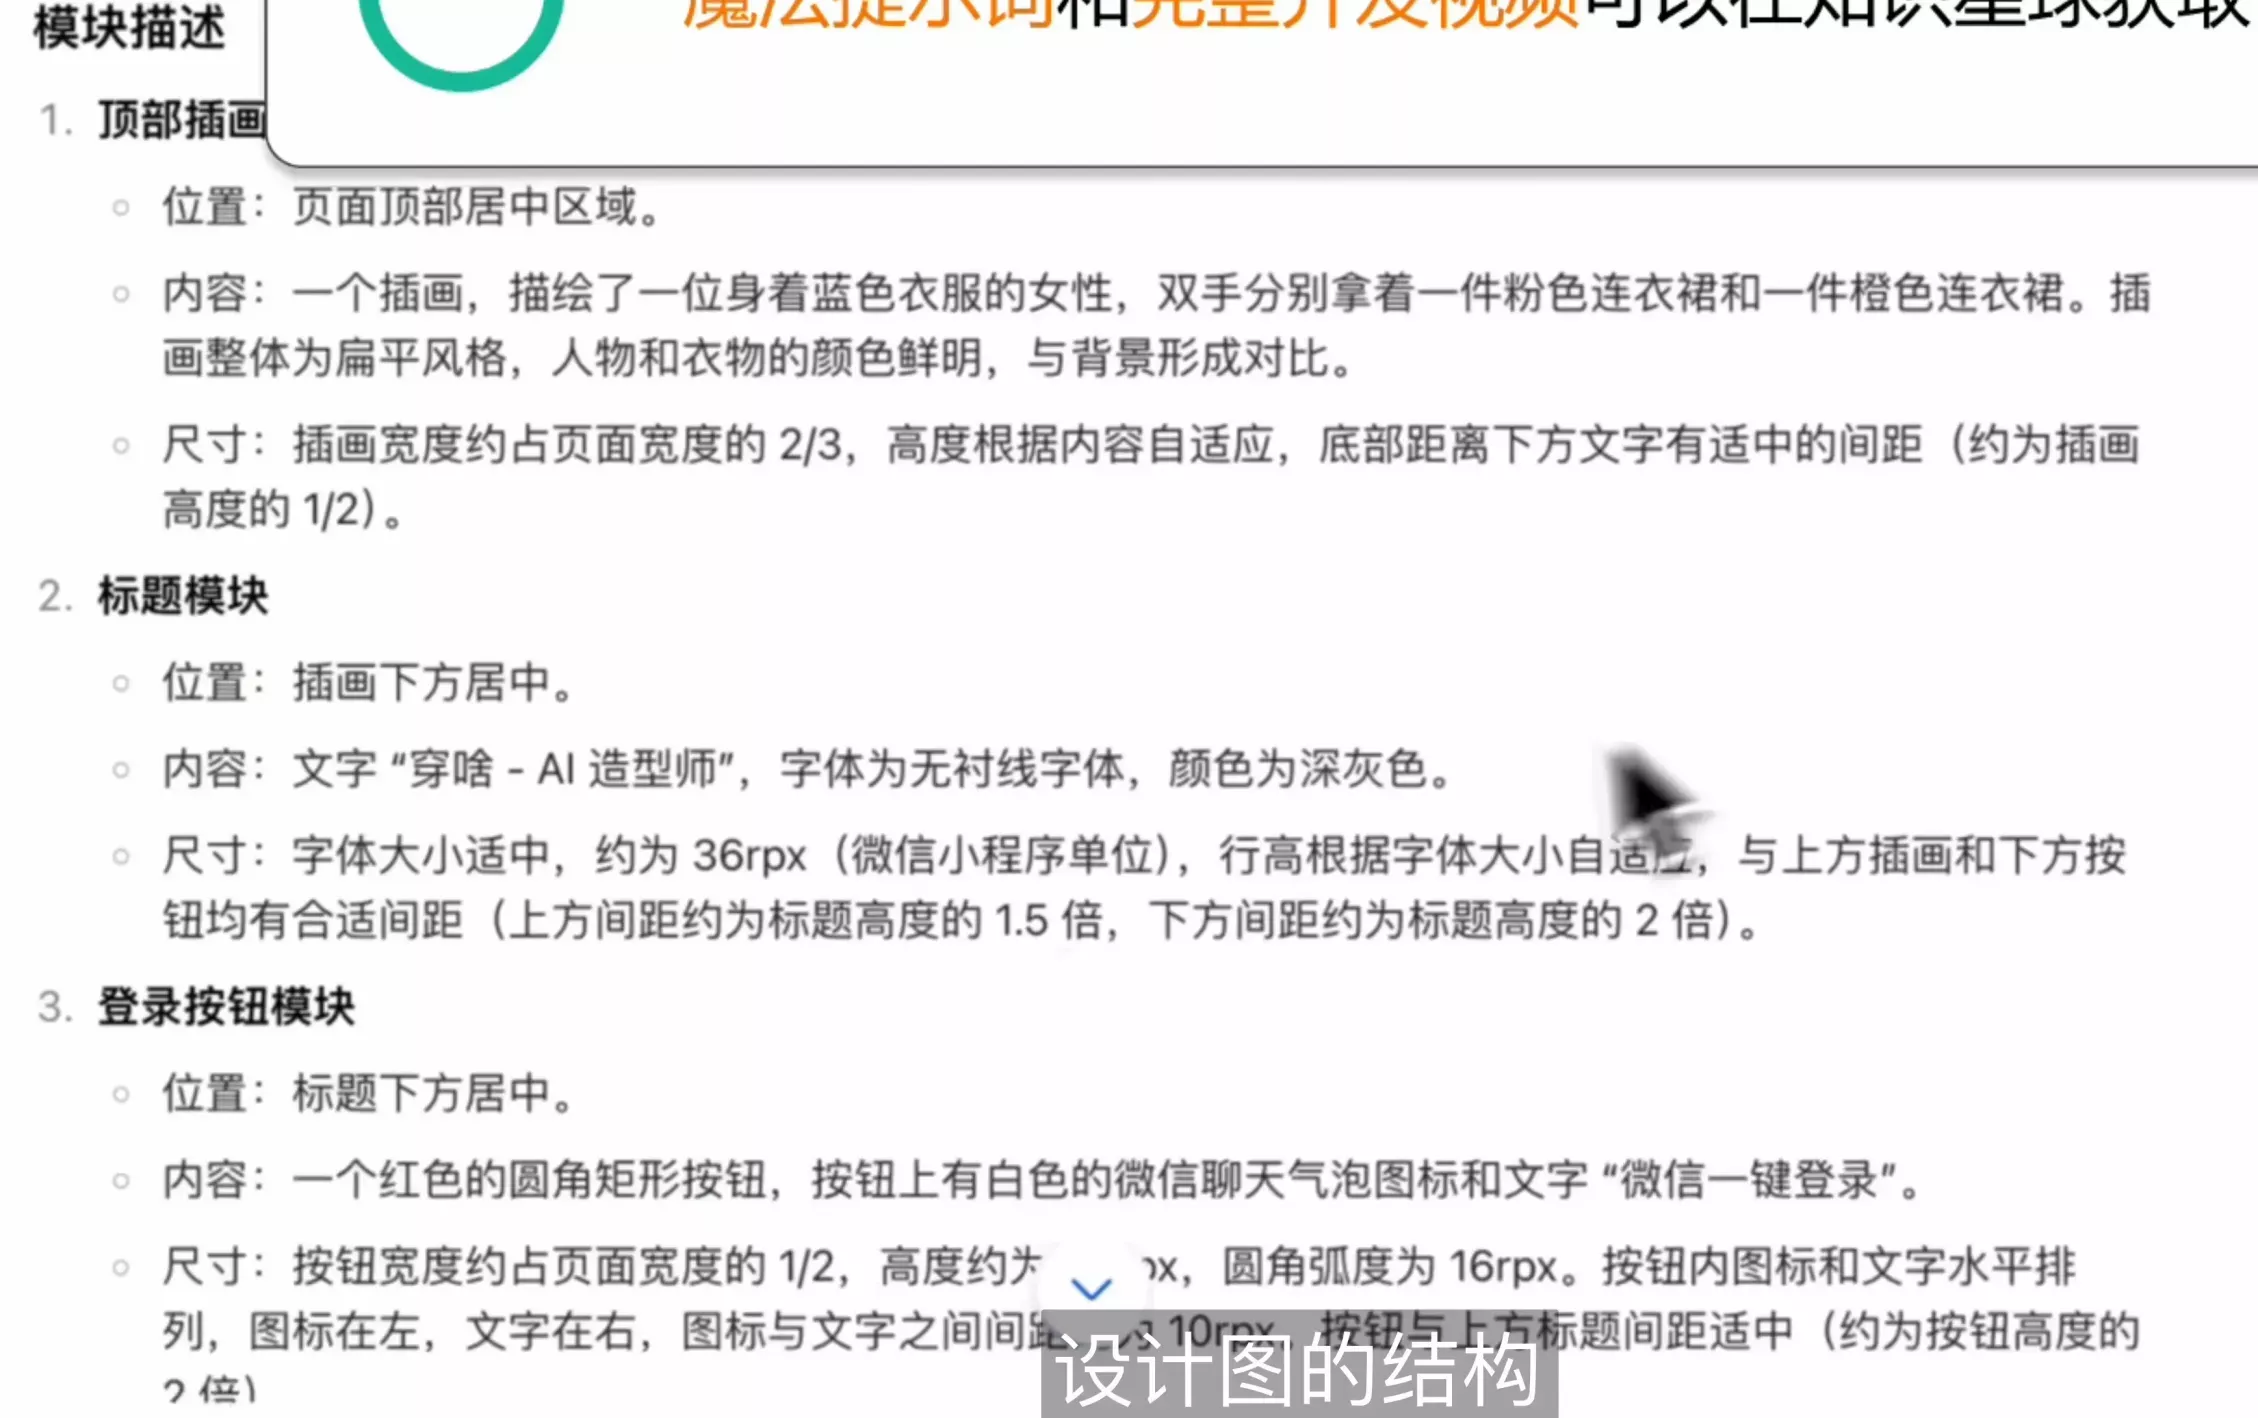 魔法提示词和完整开发视频可以在知识星球获取
模块描述
1. 顶部插画
位置：页面顶部居中区域。
内容：一个插画，描绘了一位身着蓝色衣服的女性，双手分别拿着一件粉色连衣裙和一件橙色连衣裙。插
画整体为扁平风格，人物和衣物的颜色鲜明，与背景形成对比。
尺寸：插画宽度约占页面宽度的 2/3，高度根据内容自适应，底部距离下方文字有适中的间距（约为插画
高度的 1/2）。
2. 标题模块
位置：插画下方居中。
内容：文字 “穿啥 - AI 造型师”，字体为无衬线字体，颜色为深灰色。
尺寸：字体大小适中，约为 36rpx（微信小程序单位），行高根据字体大小自适应，与上方插画和下方按
钮均有合适间距（上方间距约为标题高度的 1.5 倍，下方间距约为标题高度的 2 倍）。
3. 登录按钮模块
位置：标题下方居中。
内容：一个红色的圆角矩形按钮，按钮上有白色的微信聊天气泡图标和文字 “微信一键登录”。
尺寸：按钮宽度约占页面宽度的 1/2，高度约为 px，圆角弧度为 16rpx。按钮内图标和文字水平排
列，图标在左，文字在右，图标与文字之间间距 为 10rpx。按钮与上方标题间距适中（约为按钮高度的
2 倍）
设计图的结构